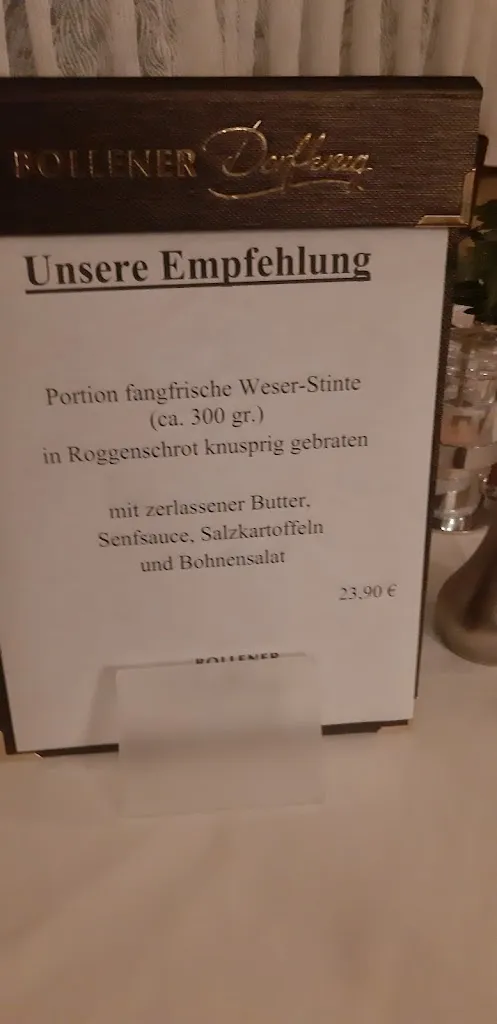 BOLLENER Dorfkrug
Unsere Empfehlung
Portion fangfrische Weser-Stinte
(ca. 300 gr.)
in Roggenschrot knusprig gebraten
mit zerlassener Butter,
Senfsauce, Salzkartoffeln
und Bohnensalat
23,90 €
BOLLENER